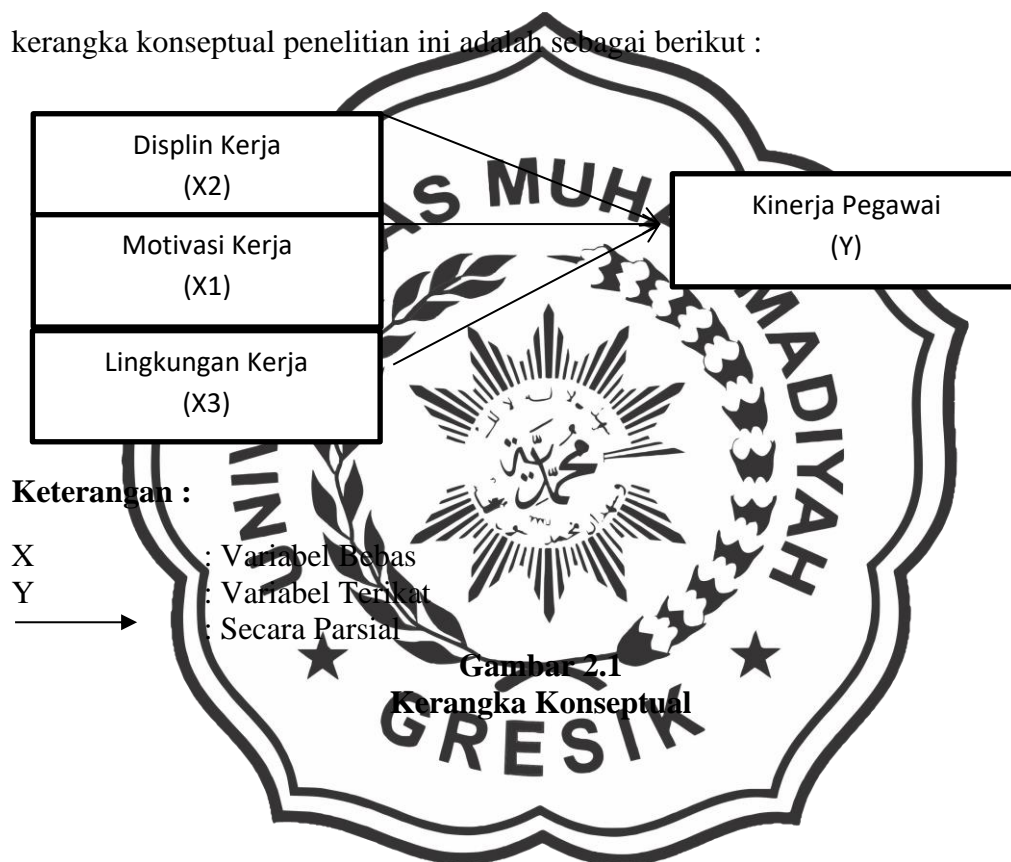 kerangka konseptual penelitian ini adalah sebagai berikut :
Displin Kerja
(X2)
Motivasi Kerja
(X1)
Lingkungan Kerja
(X3)
Kinerja Pegawai
(Y)
Keterangan :
X : Variabel Bebas
Y : Variabel Terikat
: Secara Parsial
Gambar 2.1
Kerangka Konseptual
MUHAMADIYAH
GRESIK